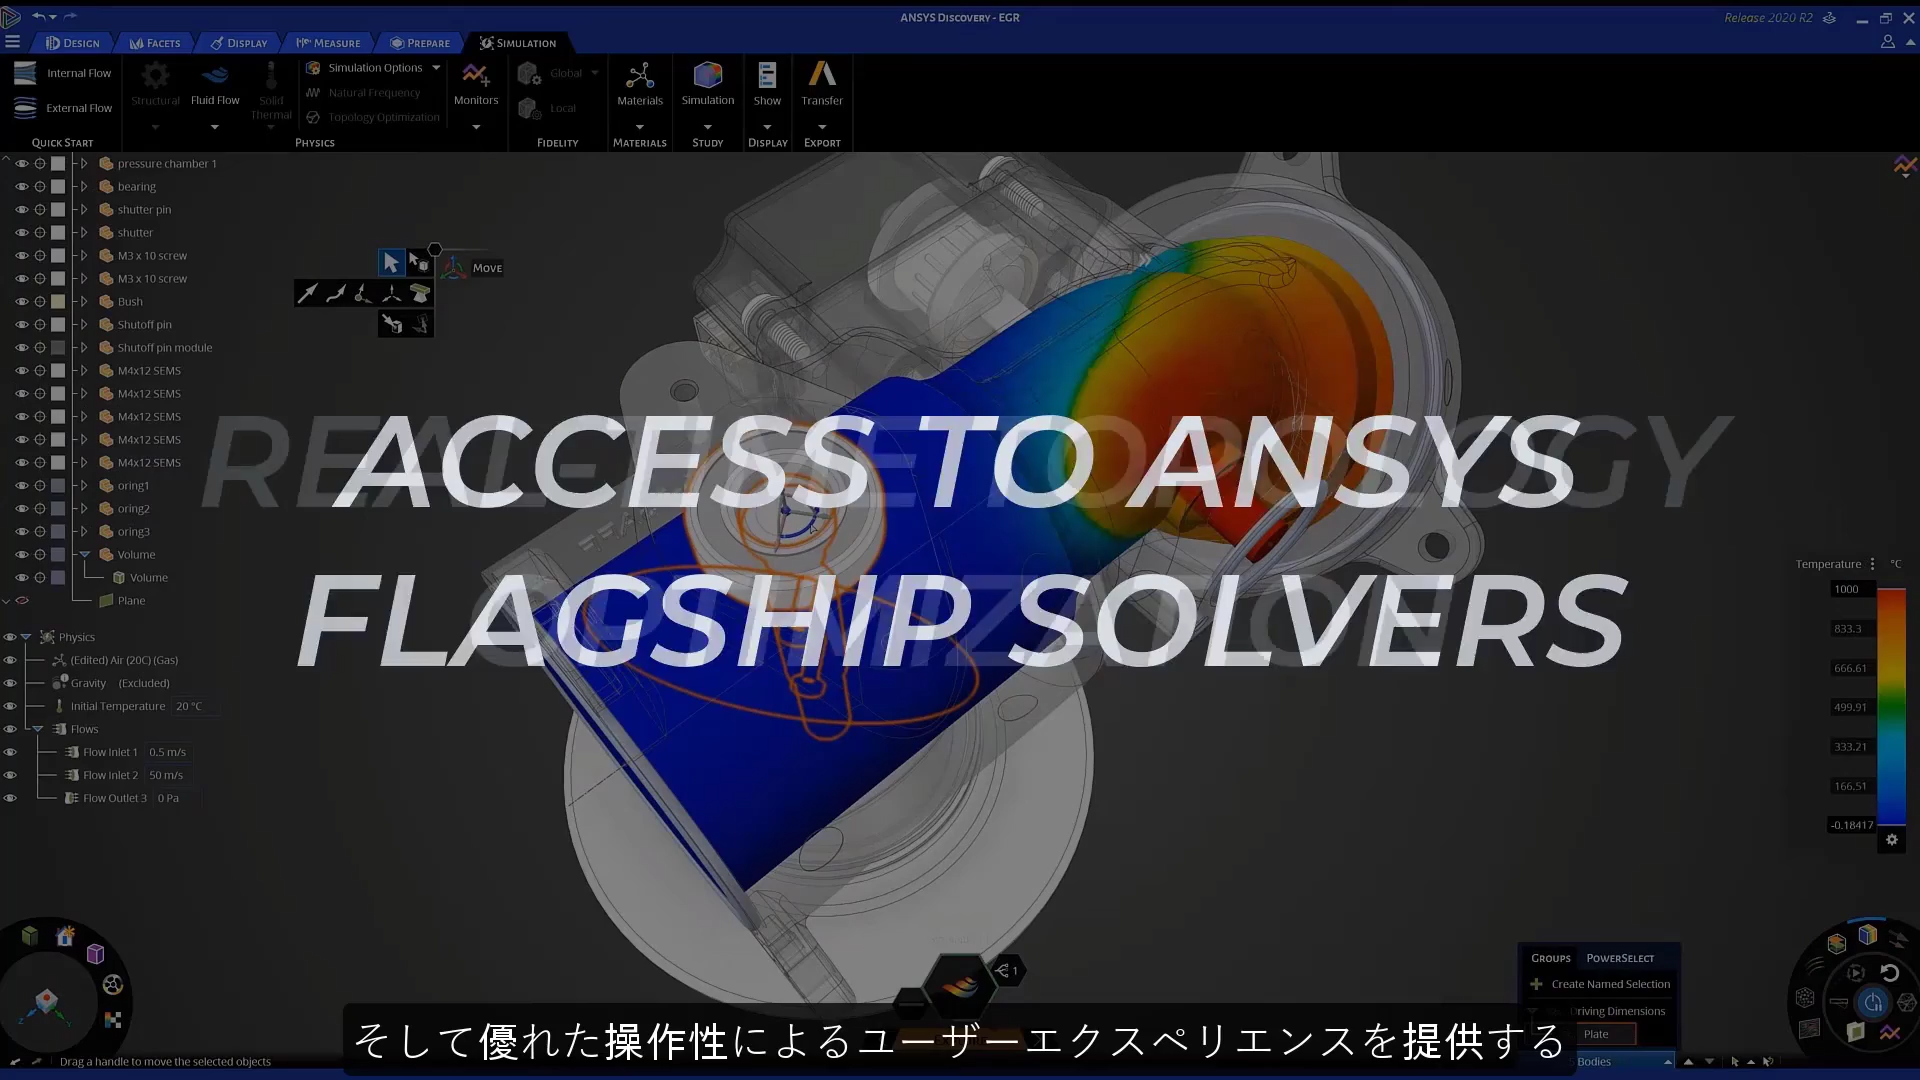 ANSYS DISCOVERY - EGR
Release 2020 R2
DESIGN
FACETS
DISPLAY
MEASURE
PREPARE
SIMULATION
Internal Flow
External Flow
QUICK START
Structural
Fluid Flow
Solid
Thermal
Simulation Options
Natural Frequency
Topology Optimization
PHYSICS
Monitors
Global
Local
FIDELITY
Materials
MATERIALS
Simulation
STUDY
Show
DISPLAY
Transfer
EXPORT
pressure chamber 1
bearing
shutter pin
shutter
M3 x 10 screw
M3 x 10 screw
Bush
Shutoff pin
Shutoff pin module
M4x12 SEMS
M4x12 SEMS
M4x12 SEMS
M4x12 SEMS
M4x12 SEMS
oring1
oring2
oring3
Volume
Volume
Plane
Physics
(Edited) Air (20C) (Gas)
Gravity (Excluded)
Initial Temperature 20 °C
Flows
Flow Inlet 1 0.5 m/s
Flow Inlet 2 50 m/s
Flow Outlet 3 0 Pa
Move
REAL-TIME TOPOLOGY
OPTIMIZATION
ACCESS TO ANSYS
FLAGSHIP SOLVERS
Temperature °C
1000
833.3
666.61
499.91
333.21
166.51
-0.18417
1
GROUPS
POWERSELECT
Create Named Selection
Driving Dimensions
Plate
Bodies
そして優れた操作性によるユーザーエクスペリエンスを提供する
Drag a handle to move the selected objects